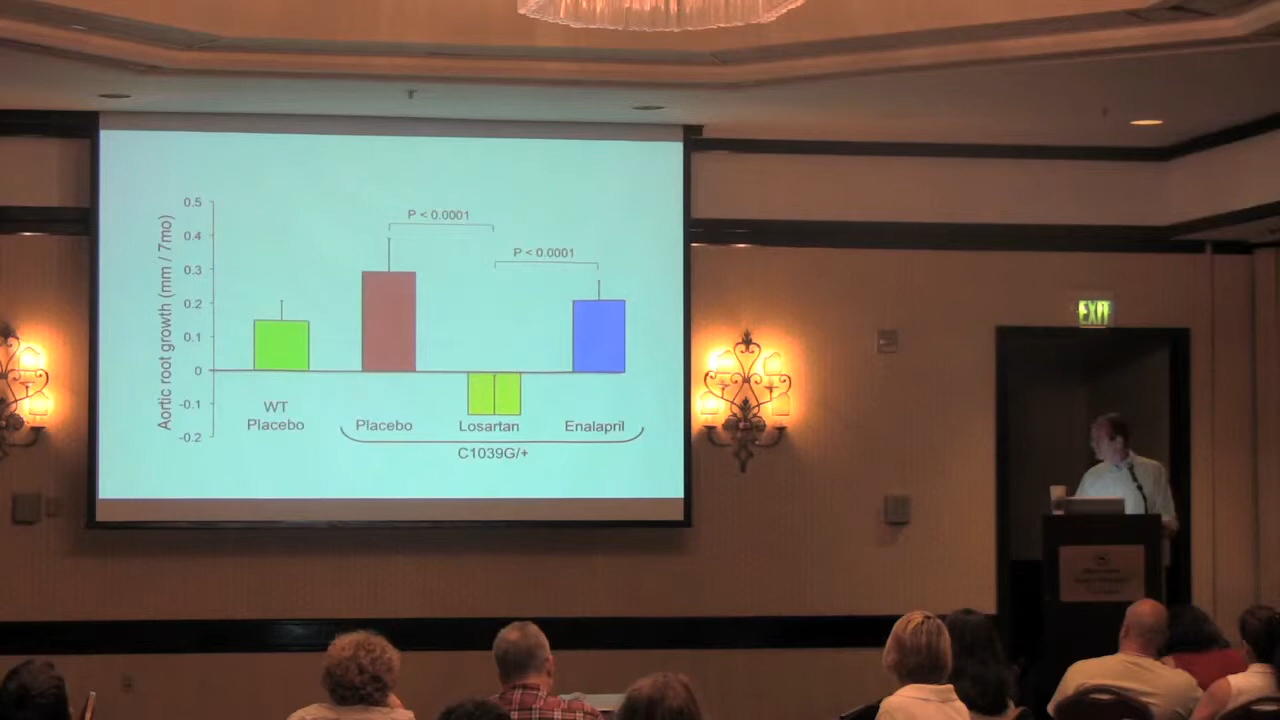 0.5
0.4
0.3
0.2
0.1
0
-0.1
-0.2
Aortic root growth (mm / 7mo)
P < 0.0001
P < 0.0001
WT
Placebo
Placebo
Losartan
Enalapril
C1039G/+
EXIT